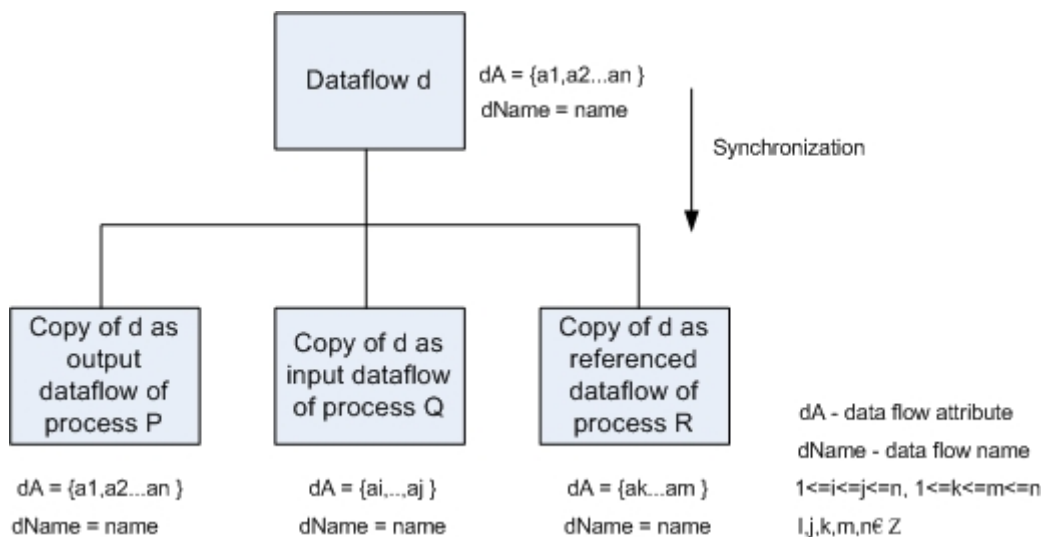 Dataflow d
dA = {a1,a2...an }
dName = name
Synchronization
Copy of d as
output
dataflow of
process P
Copy of d as
input dataflow
of process Q
Copy of d as
referenced
dataflow of
process R
dA = {a1,a2...an }
dName = name
dA = {ai,..,aj }
dName = name
dA = {ak...am }
dName = name
dA - data flow attribute
dName - data flow name
1<=i<=j<=n, 1<=k<=m<=n
I,j,k,m,n€ Z